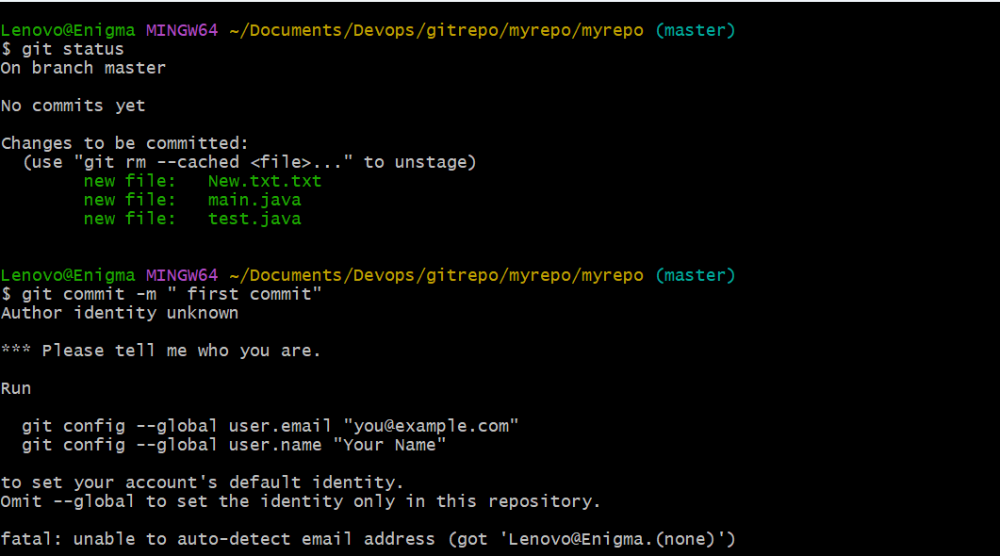 Lenovo@Enigma MINGW64 ~/Documents/Devops/gitrepo/myrepo/myrepo (master)
$ git status
On branch master
No commits yet
Changes to be committed:
  (use "git rm --cached <file>..." to unstage)
        new file:   New.txt.txt
        new file:   main.java
        new file:   test.java
Lenovo@Enigma MINGW64 ~/Documents/Devops/gitrepo/myrepo/myrepo (master)
$ git commit -m " first commit"
Author identity unknown
*** Please tell me who you are.
Run
  git config --global user.email "you@example.com"
  git config --global user.name "Your Name"
to set your account's default identity.
Omit --global to set the identity only in this repository.
fatal: unable to auto-detect email address (got 'Lenovo@Enigma.(none)')